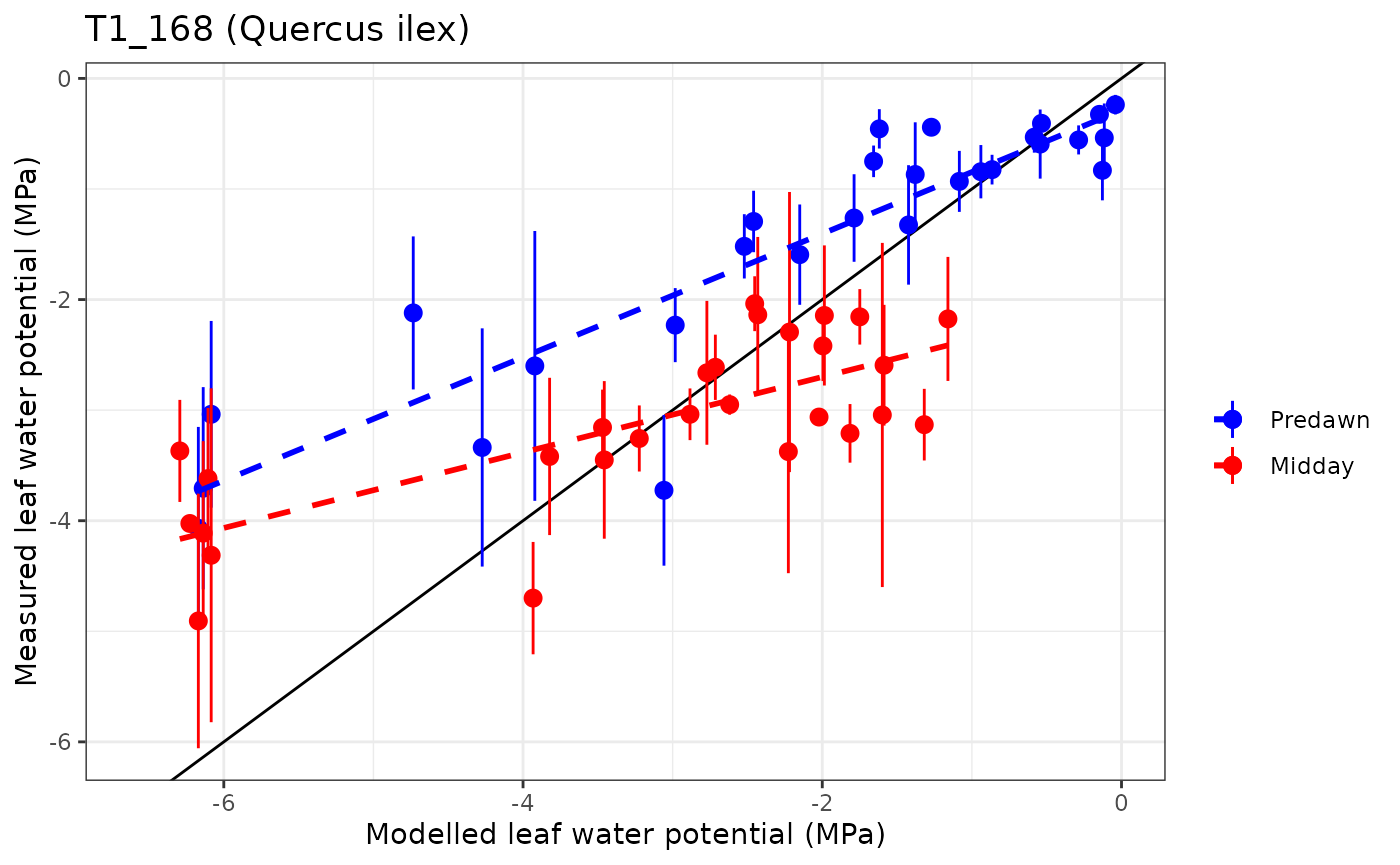 T1_168 (Quercus ilex)
Measured leaf water potential (MPa)
0
-2
-4
-6
-6
-4
-2
0
Modelled leaf water potential (MPa)
Predawn
Midday